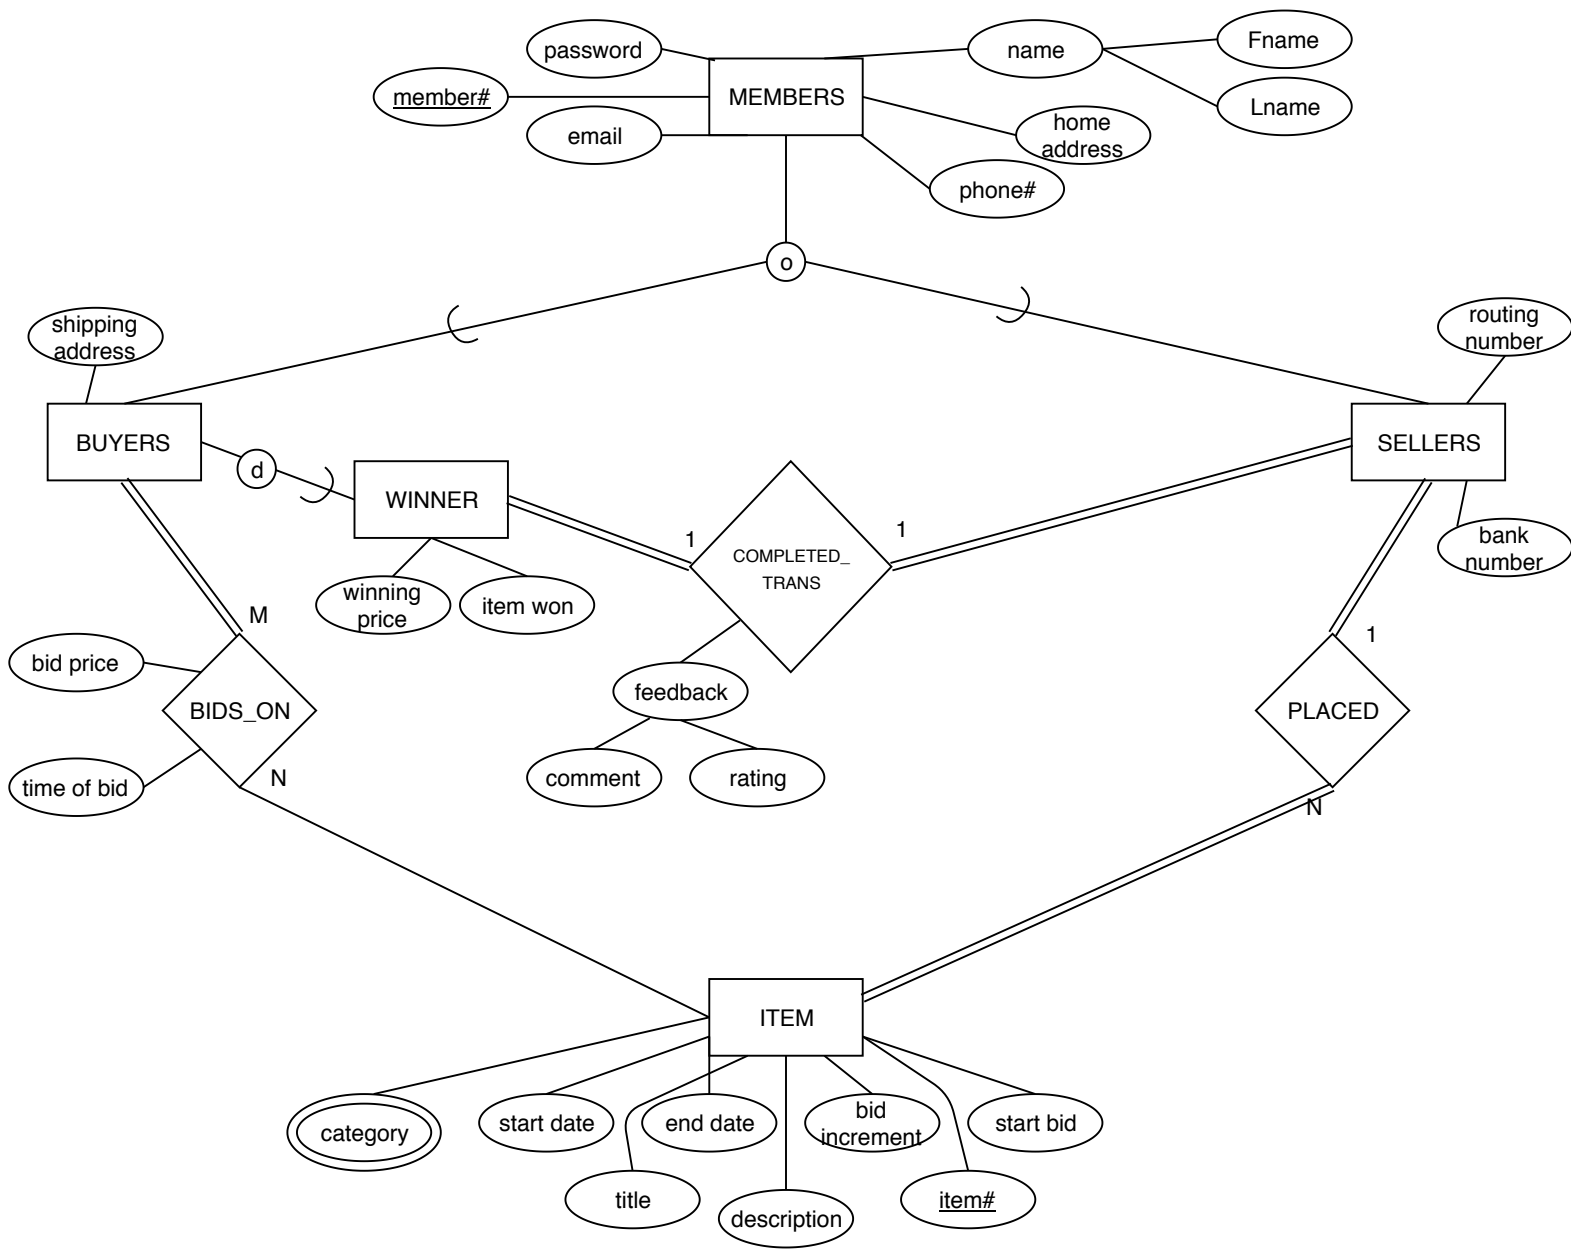 password
name
Fname
member#
MEMBERS
Lname
email
home
address
phone#
o
shipping
address
routing
number
BUYERS
d
WINNER
SELLERS
1
1
COMPLETED_
TRANS
bank
number
winning
price
item won
M
1
bid price
feedback
BIDS_ON
PLACED
time of bid
N
comment
rating
N
ITEM
category
start date
end date
bid
increment
start bid
title
description
item#